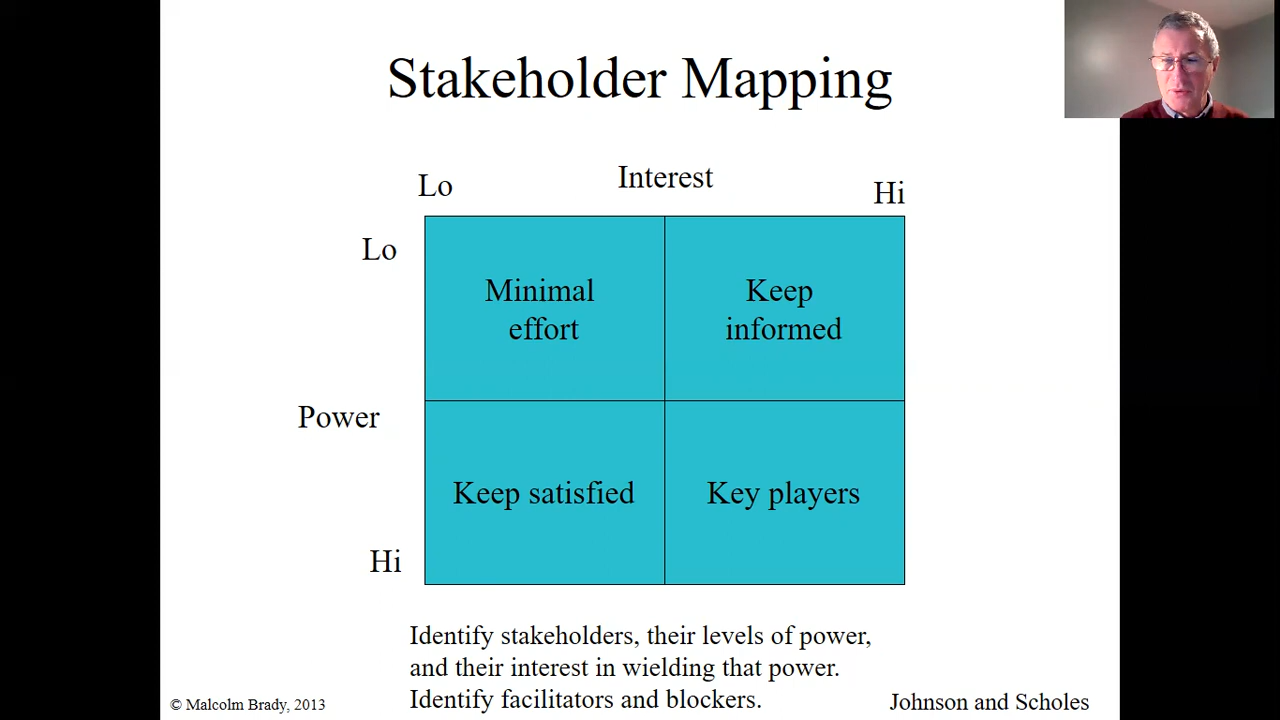 Stakeholder Mapping
Lo
Interest
Hi
Lo
Minimal
effort
Keep
informed
Power
Keep satisfied
Key players
Hi
Identify stakeholders, their levels of power,
and their interest in wielding that power.
Identify facilitators and blockers.
© Malcolm Brady, 2013
Johnson and Scholes